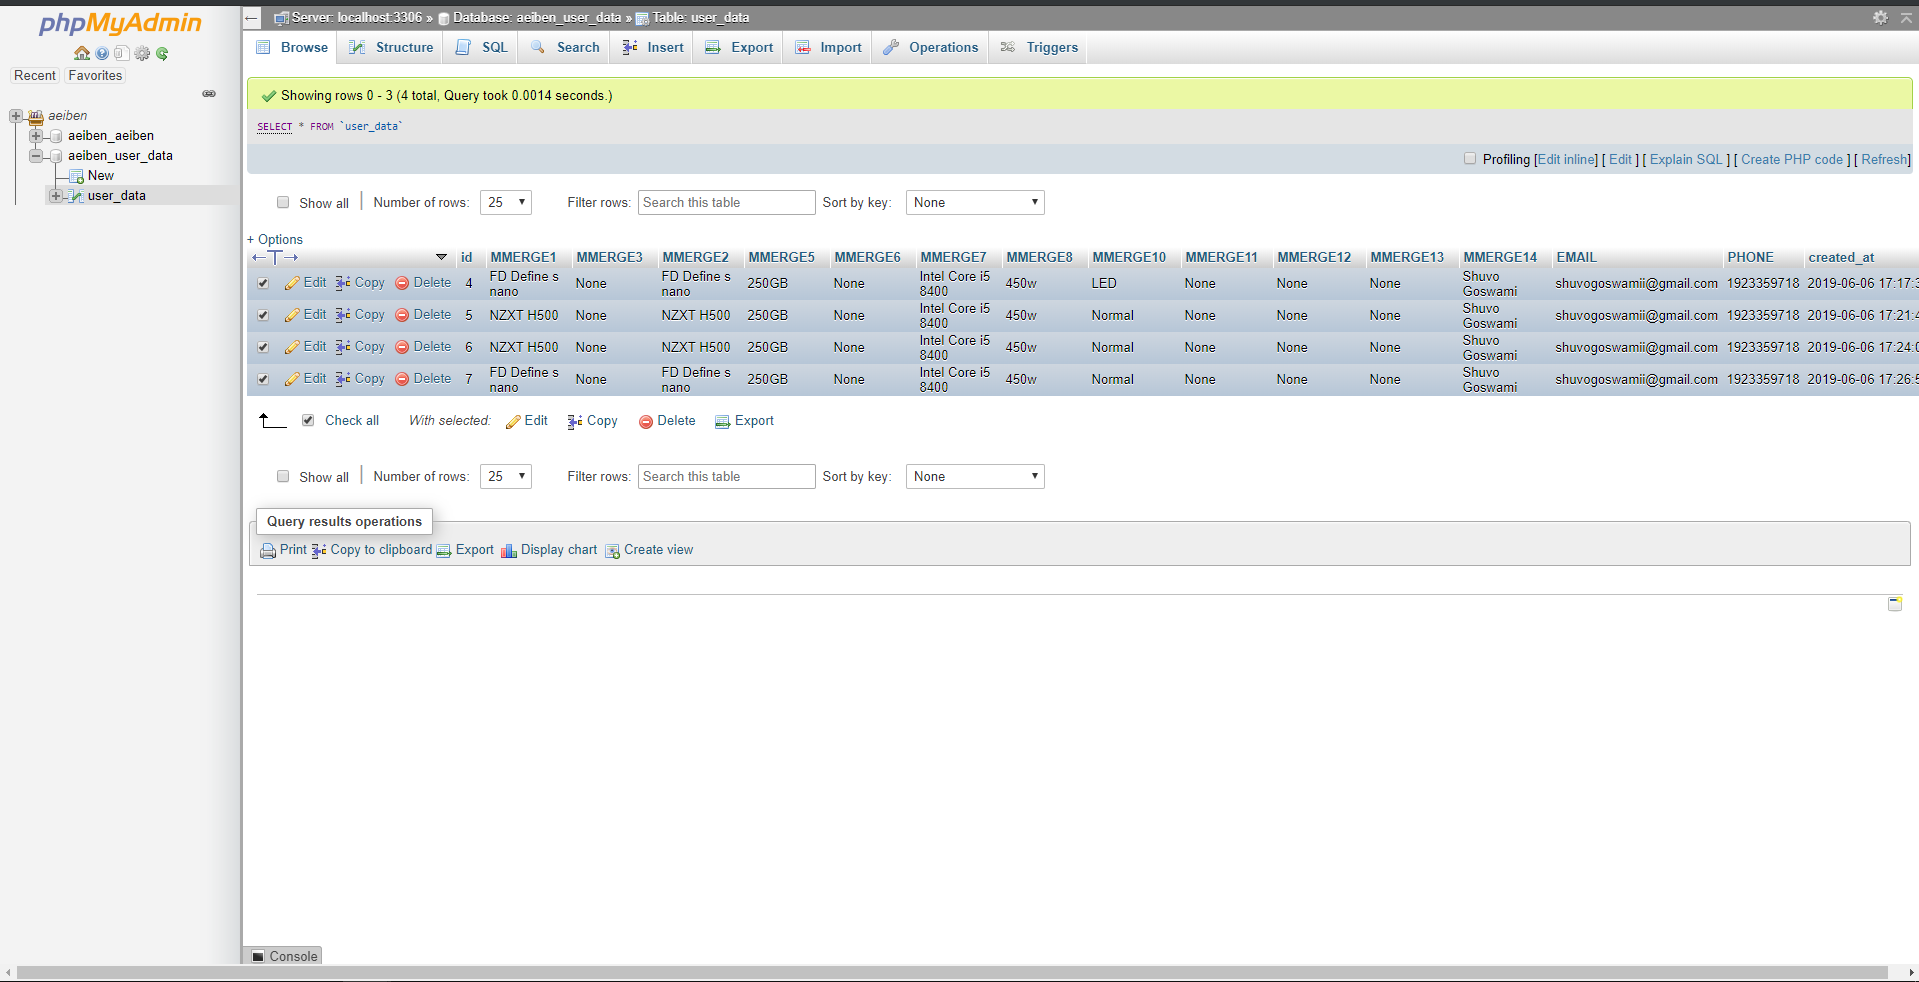 phpMyAdmin
Recent Favorites
aeiben
aeiben_aeiben
aeiben_user_data
New
user_data
Server: localhost:3306 » Database: aeiben_user_data » Table: user_data
Browse Structure SQL Search Insert Export Import Operations Triggers
Showing rows 0 - 3 (4 total, Query took 0.0014 seconds.)
SELECT * FROM `user_data`
Profiling [Edit inline] [ Edit ] [ Explain SQL ] [ Create PHP code ] [ Refresh]
Show all | Number of rows: 25 Filter rows: Search this table Sort by key: None
+ Options
←T→ id MMERGE1 MMERGE3 MMERGE2 MMERGE5 MMERGE6 MMERGE7 MMERGE8 MMERGE10 MMERGE11 MMERGE12 MMERGE13 MMERGE14 EMAIL PHONE created_at
Edit Copy Delete 4 FD Define s nano None FD Define s nano 250GB None Intel Core i5 8400 450w LED None None None Shuvo Goswami shuvogoswamii@gmail.com 1923359718 2019-06-06 17:17:3
Edit Copy Delete 5 NZXT H500 None NZXT H500 250GB None Intel Core i5 8400 450w Normal None None None Shuvo Goswami shuvogoswamii@gmail.com 1923359718 2019-06-06 17:21:4
Edit Copy Delete 6 NZXT H500 None NZXT H500 250GB None Intel Core i5 8400 450w Normal None None None Shuvo Goswami shuvogoswamii@gmail.com 1923359718 2019-06-06 17:24:0
Edit Copy Delete 7 FD Define s nano None FD Define s nano 250GB None Intel Core i5 8400 450w Normal None None None Shuvo Goswami shuvogoswamii@gmail.com 1923359718 2019-06-06 17:26:5
Check all With selected: Edit Copy Delete Export
Show all | Number of rows: 25 Filter rows: Search this table Sort by key: None
Query results operations
Print Copy to clipboard Export Display chart Create view
Console